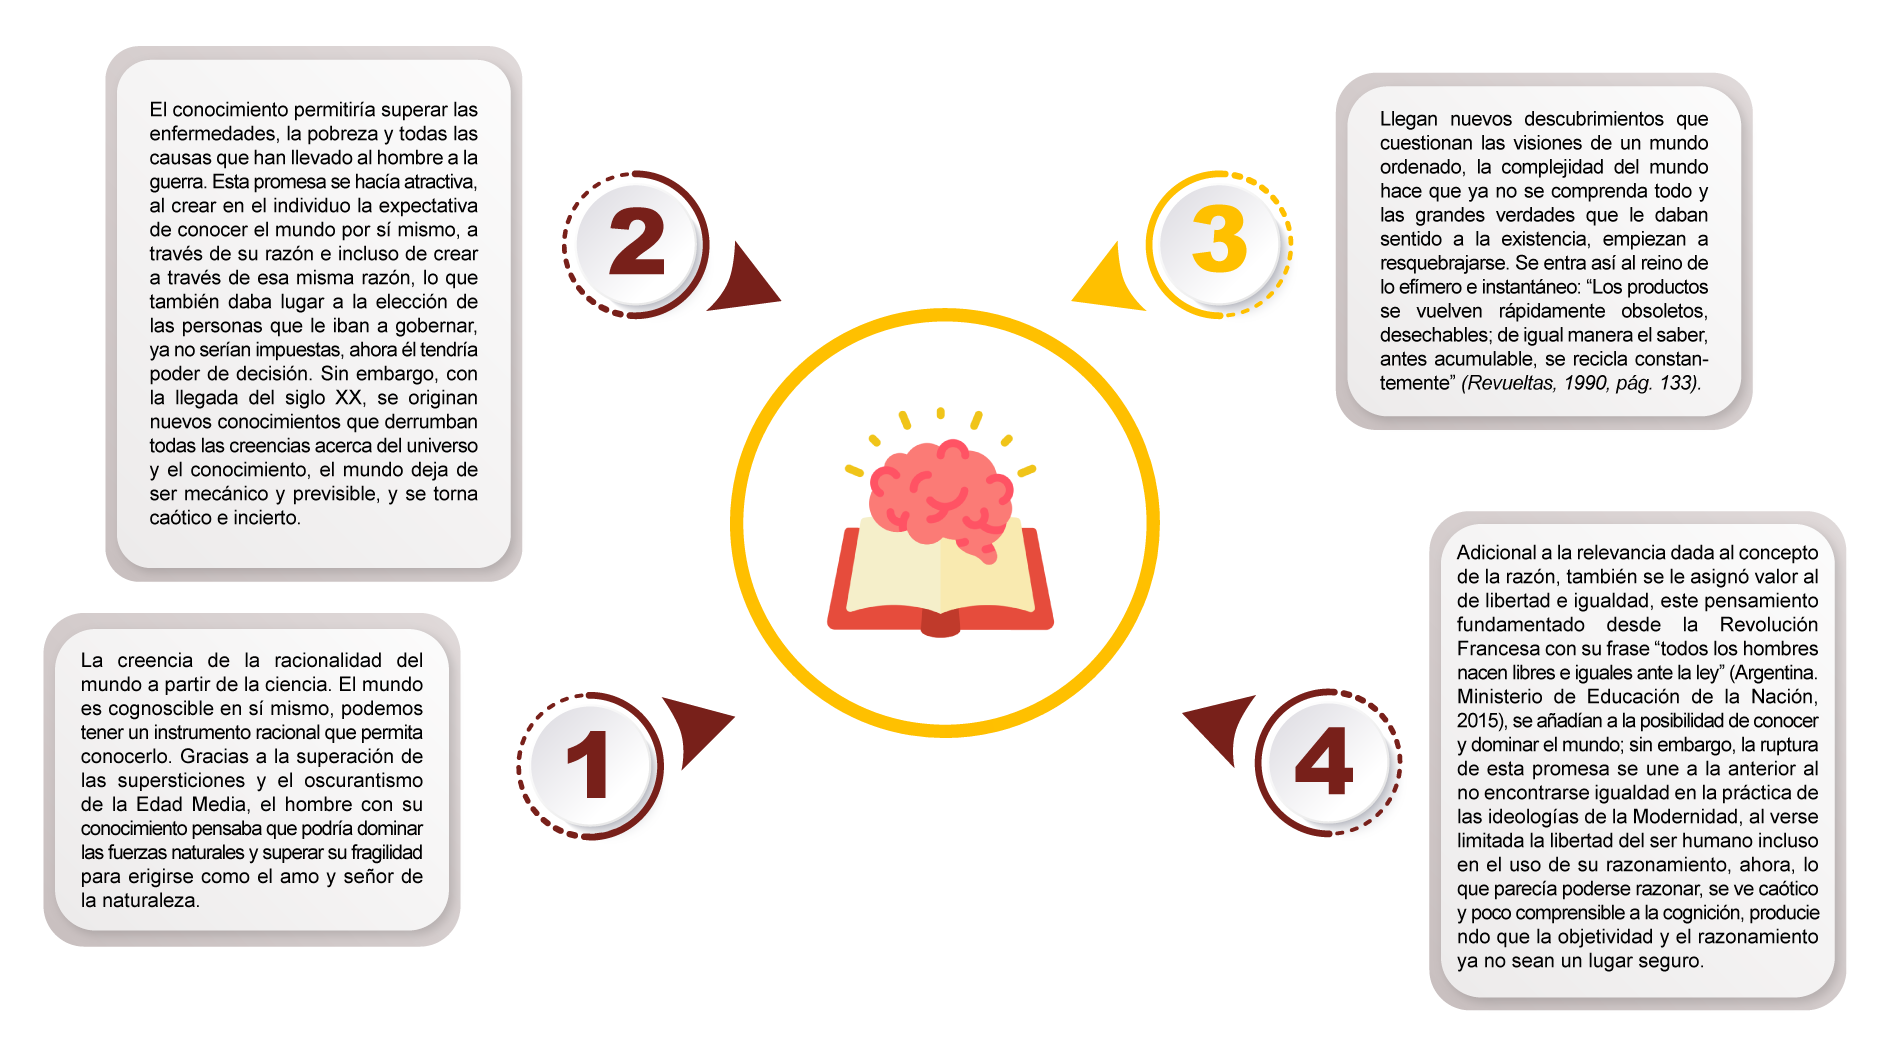 1
La creencia de la racionalidad del
mundo a partir de la ciencia. El mundo
es cognoscible en sí mismo, podemos
tener un instrumento racional que permita
conocerlo. Gracias a la superación de
las supersticiones y el oscurantismo
de la Edad Media, el hombre con su
conocimiento pensaba que podría dominar
las fuerzas naturales y superar su fragilidad
para erigirse como el amo y señor de
la naturaleza.
2
El conocimiento permitiría superar las
enfermedades, la pobreza y todas las
causas que han llevado al hombre a la
guerra. Esta promesa se hacía atractiva,
al crear en el individuo la expectativa
de conocer el mundo por sí mismo, a
través de su razón e incluso de crear
a través de esa misma razón, lo que
también daba lugar a la elección de
las personas que le iban a gobernar,
ya no serían impuestas, ahora él tendría
poder de decisión. Sin embargo, con
la llegada del siglo XX, se originan
nuevos conocimientos que derrumban
todas las creencias acerca del universo
y el conocimiento, el mundo deja de
ser mecánico y previsible, y se torna
caótico e incierto.
3
Llegan nuevos descubrimientos que
cuestionan las visiones de un mundo
ordenado, la complejidad del mundo
hace que ya no se comprenda todo y
las grandes verdades que le daban
sentido a la existencia, empiezan a
resquebrajarse. Se entra así al reino de
lo efímero e instantáneo: “Los productos
se vuelven rápidamente obsoletos,
desechables; de igual manera el saber,
antes acumulable, se recicla constan-
temente” (Revueltas, 1990, pág. 133).
4
Adicional a la relevancia dada al concepto
de la razón, también se le asignó valor al
de libertad e igualdad, este pensamiento
fundamentado desde la Revolución
Francesa con su frase “todos los hombres
nacen libres e iguales ante la ley” (Argentina.
Ministerio de Educación de la Nación,
2015), se añadían a la posibilidad de conocer
y dominar el mundo; sin embargo, la ruptura
de esta promesa se une a la anterior al
no encontrarse igualdad en la práctica de
las ideologías de la Modernidad, al verse
limitada la libertad del ser humano incluso
en el uso de su razonamiento, ahora, lo
que parecía poderse razonar, se ve caótico
y poco comprensible a la cognición, producie
ndo que la objetividad y el razonamiento
ya no sean un lugar seguro.